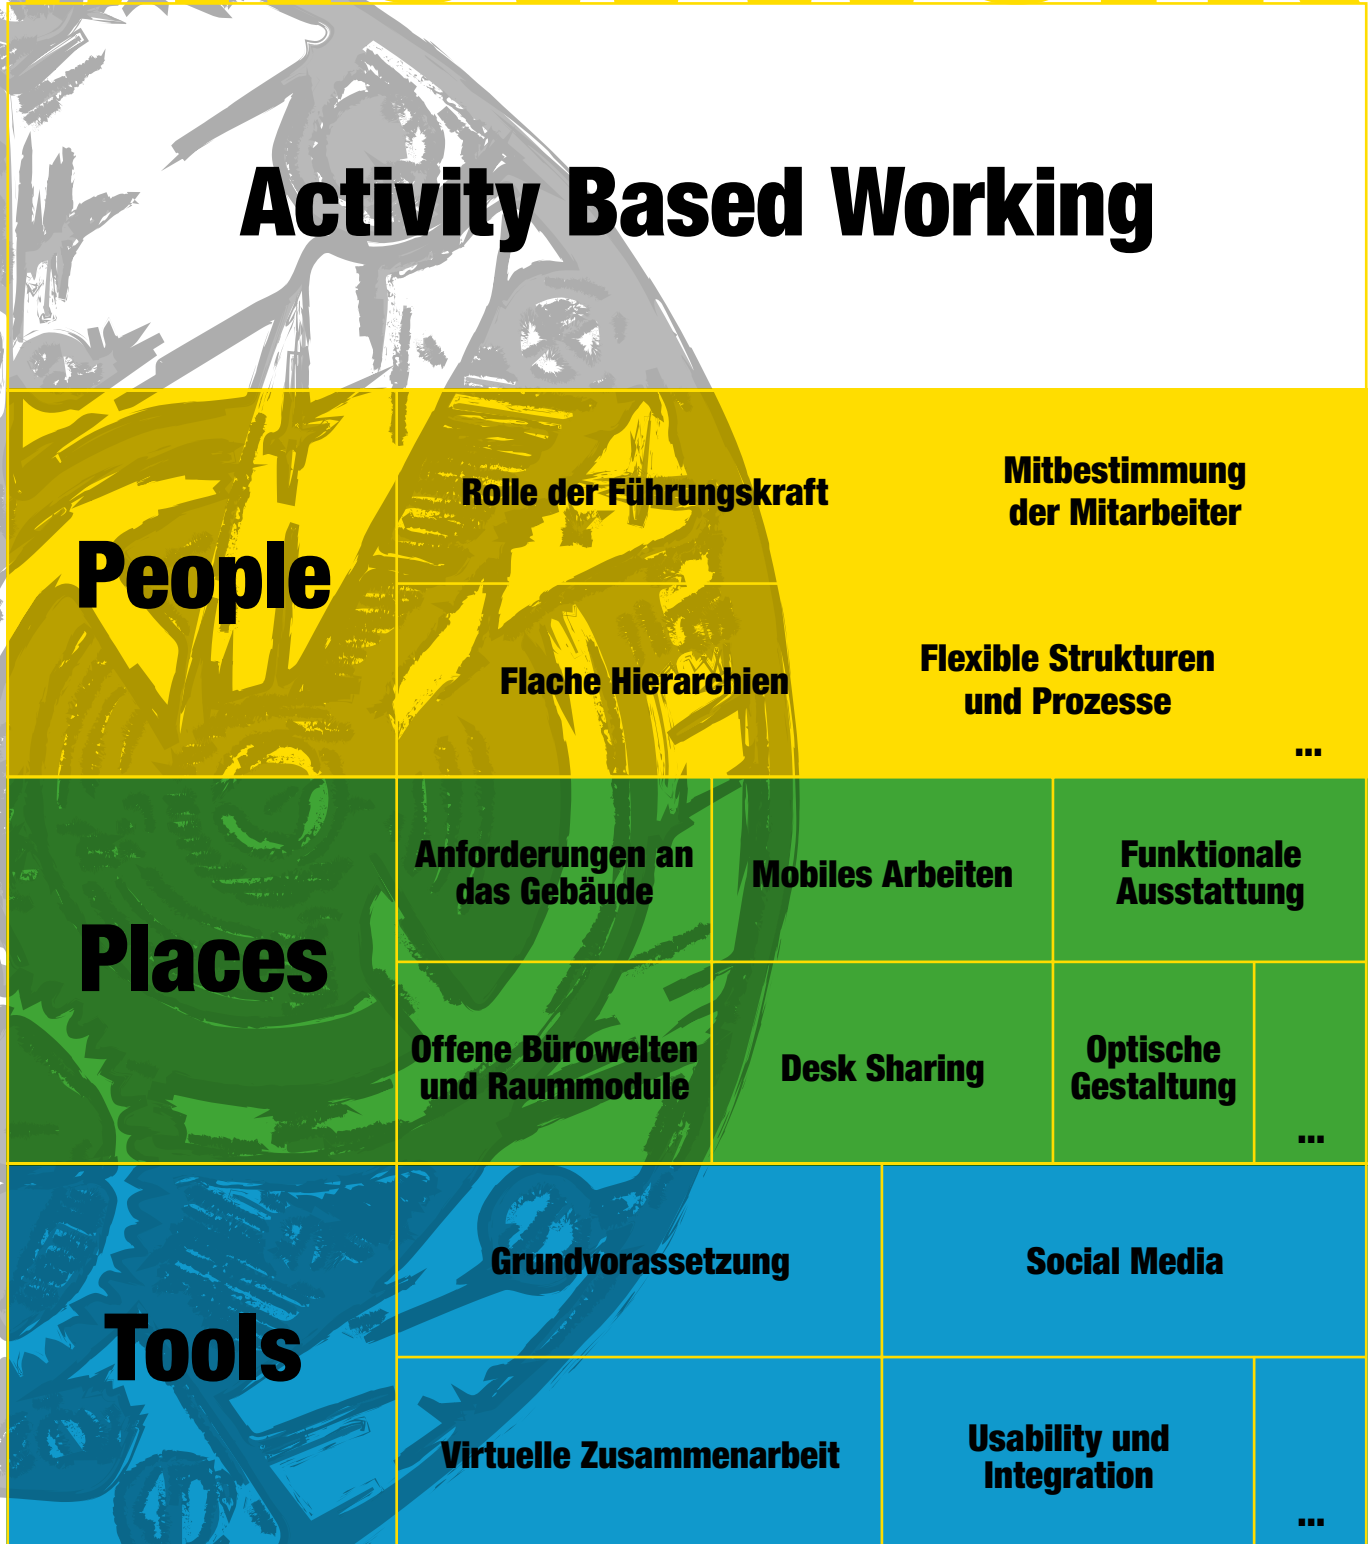 Activity Based Working
People
Rolle der Führungskraft
Mitbestimmung
der Mitarbeiter
Flache Hierarchien
Flexible Strukturen
und Prozesse
...
Places
Anforderungen an
das Gebäude
Mobiles Arbeiten
Funktionale
Ausstattung
Offene Bürowelten
und Raummodule
Desk Sharing
Optische
Gestaltung
...
Tools
Grundvorassetzung
Social Media
Virtuelle Zusammenarbeit
Usability und
Integration
...